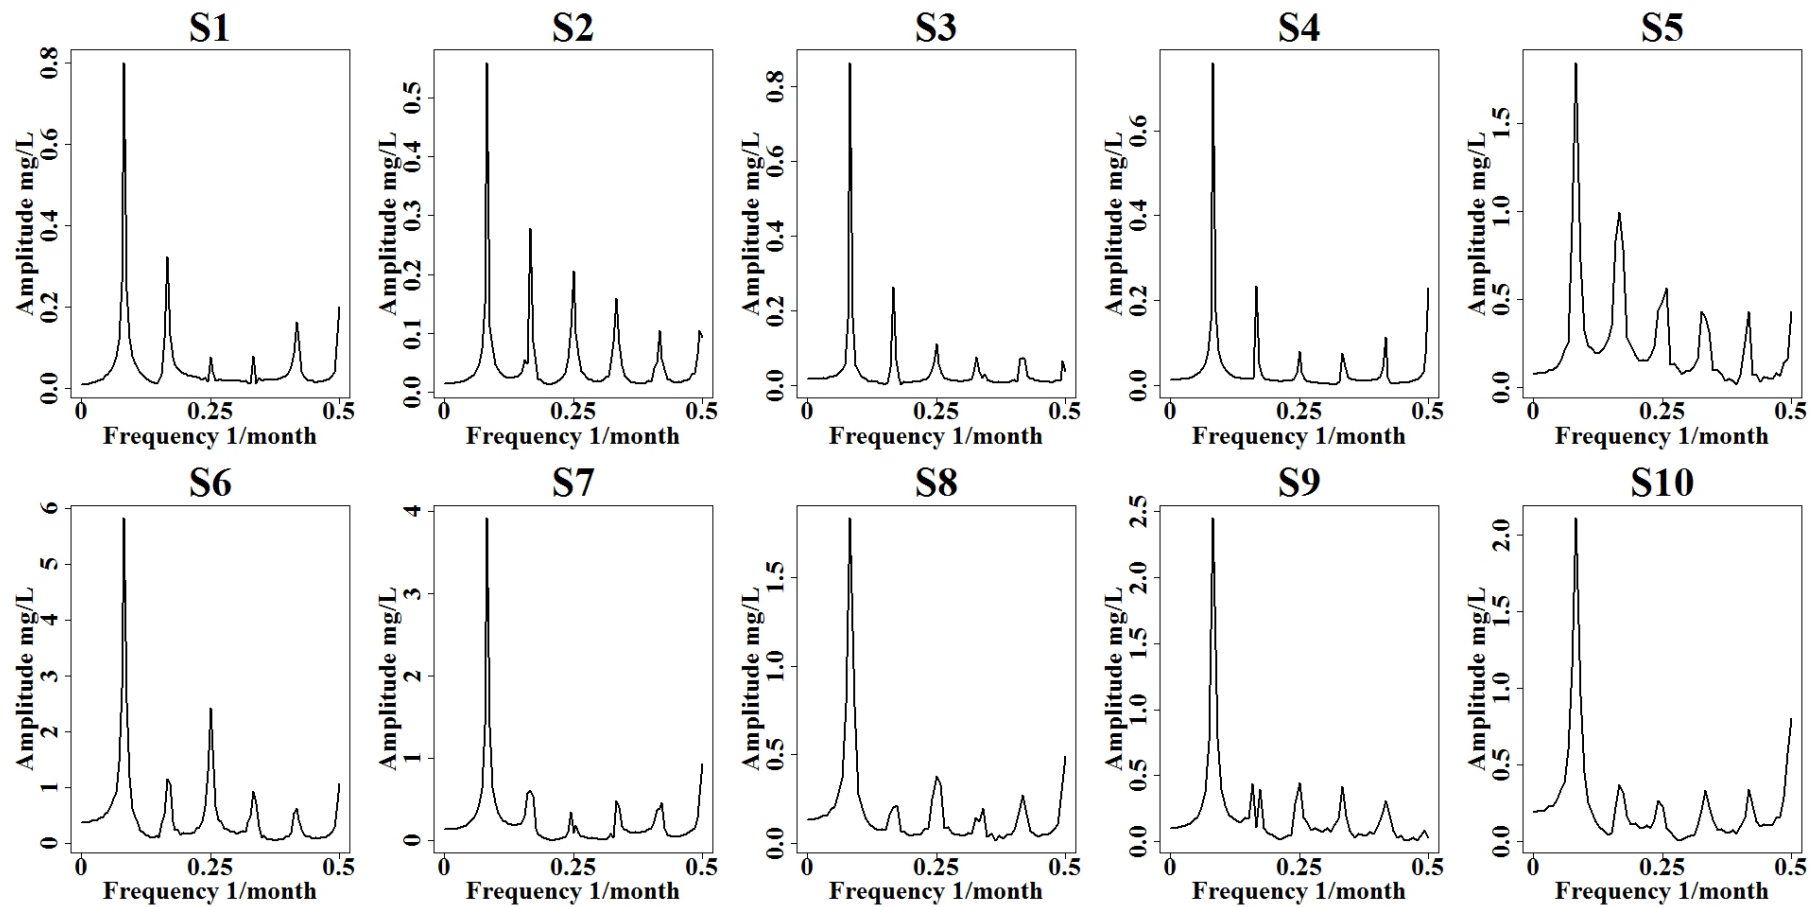 S1 S2 S3 S4 S5
Amplitude mg/L Amplitude mg/L Amplitude mg/L Amplitude mg/L Amplitude mg/L
0.8 0.6 0.4 0.2 0.0
0.5 0.4 0.3 0.2 0.1 0.0
0.8 0.6 0.4 0.2 0.0
0.6 0.4 0.2 0.0
1.5 1.0 0.5 0.0
0 0.25 0.5 0 0.25 0.5 0 0.25 0.5 0 0.25 0.5 0 0.25 0.5
Frequency 1/month Frequency 1/month Frequency 1/month Frequency 1/month Frequency 1/month
S6 S7 S8 S9 S10
Amplitude mg/L Amplitude mg/L Amplitude mg/L Amplitude mg/L Amplitude mg/L
6 5 4 3 2 1 0
4 3 2 1 0
1.5 1.0 0.5 0.0
2.5 2.0 1.5 1.0 0.5 0.0
2.0 1.5 1.0 0.5 0.0
0 0.25 0.5 0 0.25 0.5 0 0.25 0.5 0 0.25 0.5 0 0.25 0.5
Frequency 1/month Frequency 1/month Frequency 1/month Frequency 1/month Frequency 1/month